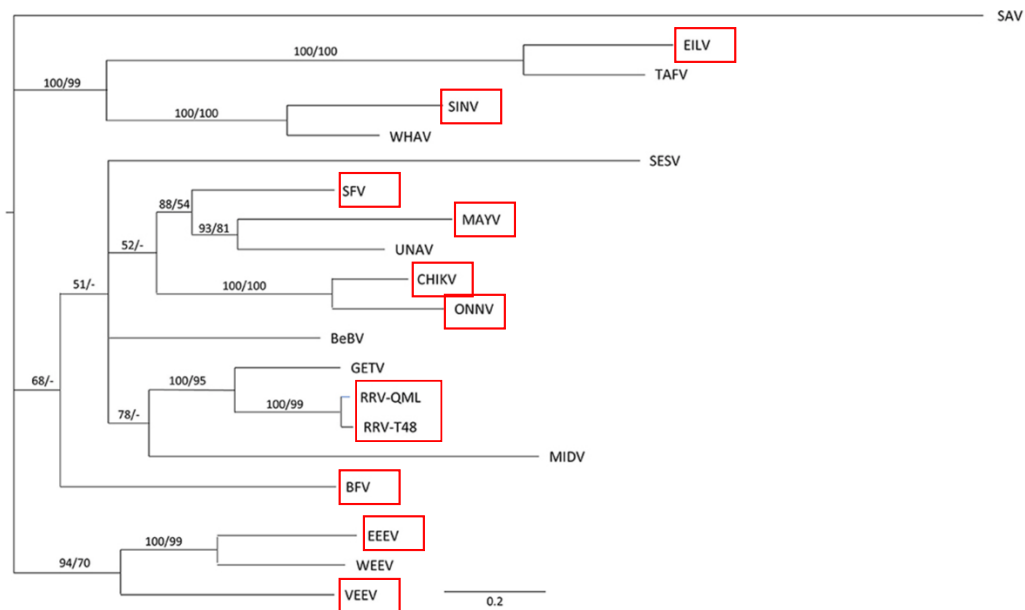 SAV
EILV
100/100
TAFV
100/99
SINV
100/100
WHAV
SESV
SFV
88/54
MAYV
93/81
UNAV
52/-
CHIKV
100/100
51/-
ONNV
BeBV
GETV
100/95
68/-
RRV-QML
100/99
78/-
RRV-T48
MIDV
BFV
EEEV
100/99
94/70
WEEV
VEEV
0.2